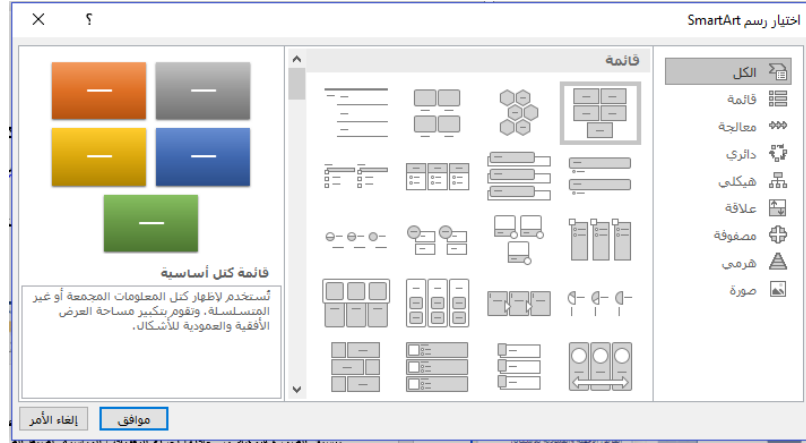 اختيار رسم SmartArt
؟
الكل
قائمة
معالجة
دائري
هيكلي
علاقة
مصفوفة
هرمي
صورة
قائمة
قائمة كتل أساسية
تُستخدم لإظهار كتل المعلومات المجمعة أو غير
المتسلسلة. وتقوم بتكبير مساحة العرض
الأفقية والعمودية للأشكال.
موافق
إلغاء الأمر